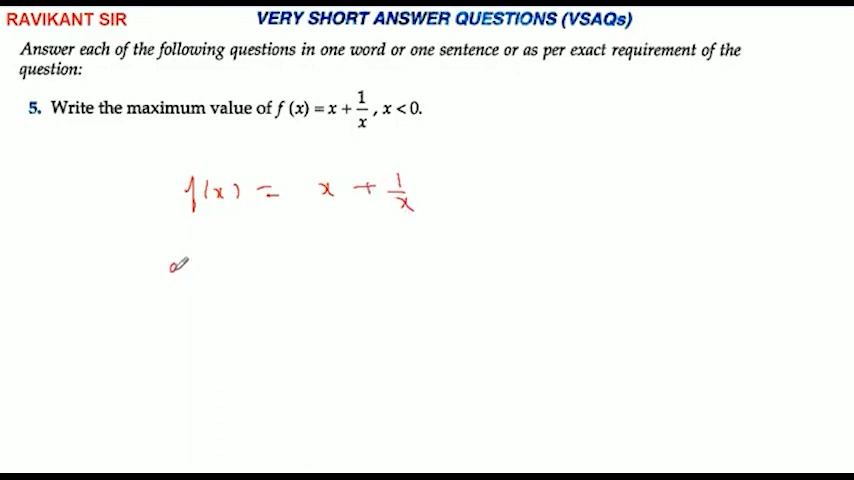 RAVIKANT SIR VERY SHORT ANSWER QUESTIONS (VSAQs)
Answer each of the following questions in one word or one sentence or as per exact requirement of the
question:
5. Write the maximum value of f (x) = x + 1/x , x < 0.
f(x) = x + 1/x